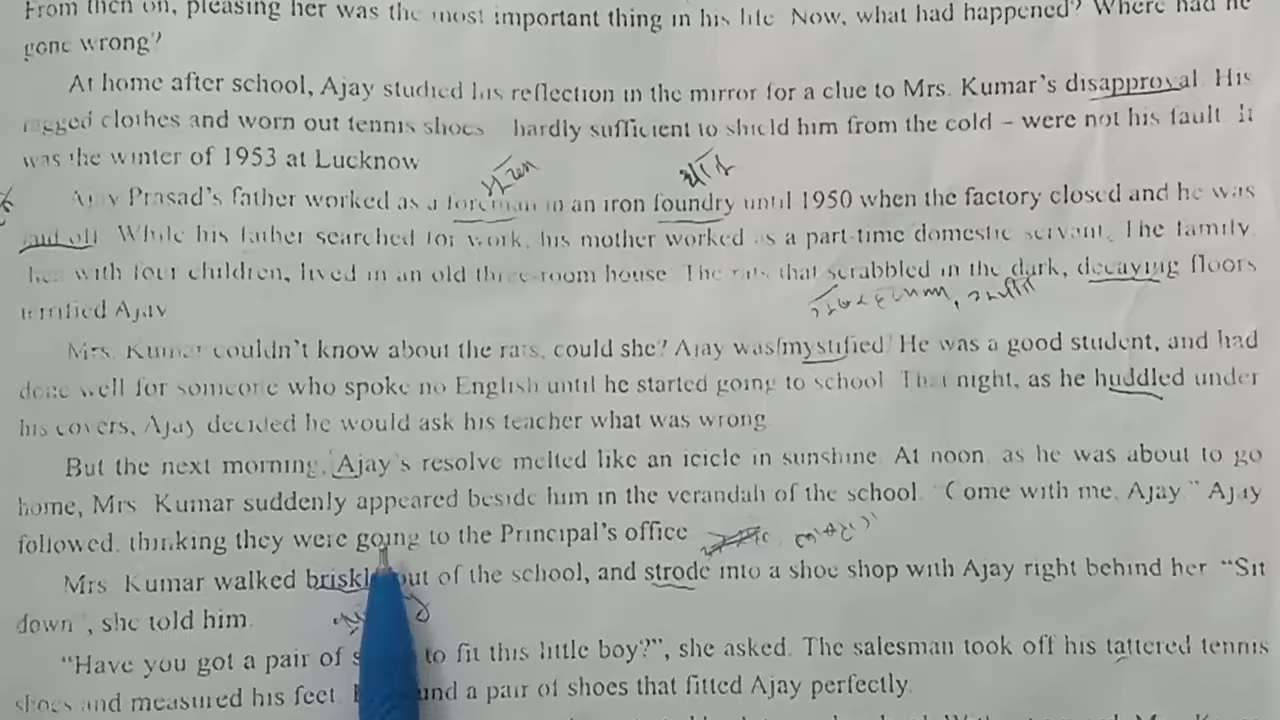 From then on, pleasing her was the most important thing in his life. Now, what had happened? Where had he
gone wrong?
At home after school, Ajay studied his reflection in the mirror for a clue to Mrs. Kumar's disapproval. His
ragged clothes and worn out tennis shoes – hardly sufficient to shield him from the cold – were not his fault. It
was the winter of 1953 at Lucknow
Ajay Prasad's father worked as a foreman in an iron foundry until 1950 when the factory closed and he was
laid off. While his father searched for work, his mother worked as a part-time domestic servant. The family,
with four children, lived in an old three-room house. The rats that scrabbled in the dark, decaying floors
terrified Ajay
Mrs. Kumar couldn't know about the rats, could she? Ajay was mystified! He was a good student, and had
done well for someone who spoke no English until he started going to school. That night, as he huddled under
his covers, Ajay decided he would ask his teacher what was wrong.
But the next morning, Ajay's resolve melted like an icicle in sunshine. At noon, as he was about to go
home, Mrs. Kumar suddenly appeared beside him in the verandah of the school. "Come with me, Ajay." Ajay
followed, thinking they were going to the Principal's office
Mrs. Kumar walked briskly out of the school, and strode into a shoe shop with Ajay right behind her. "Sit
down", she told him.
"Have you got a pair of to fit this little boy?", she asked. The salesman took off his tattered tennis
shoes and measured his feet. a pair of shoes that fitted Ajay perfectly.